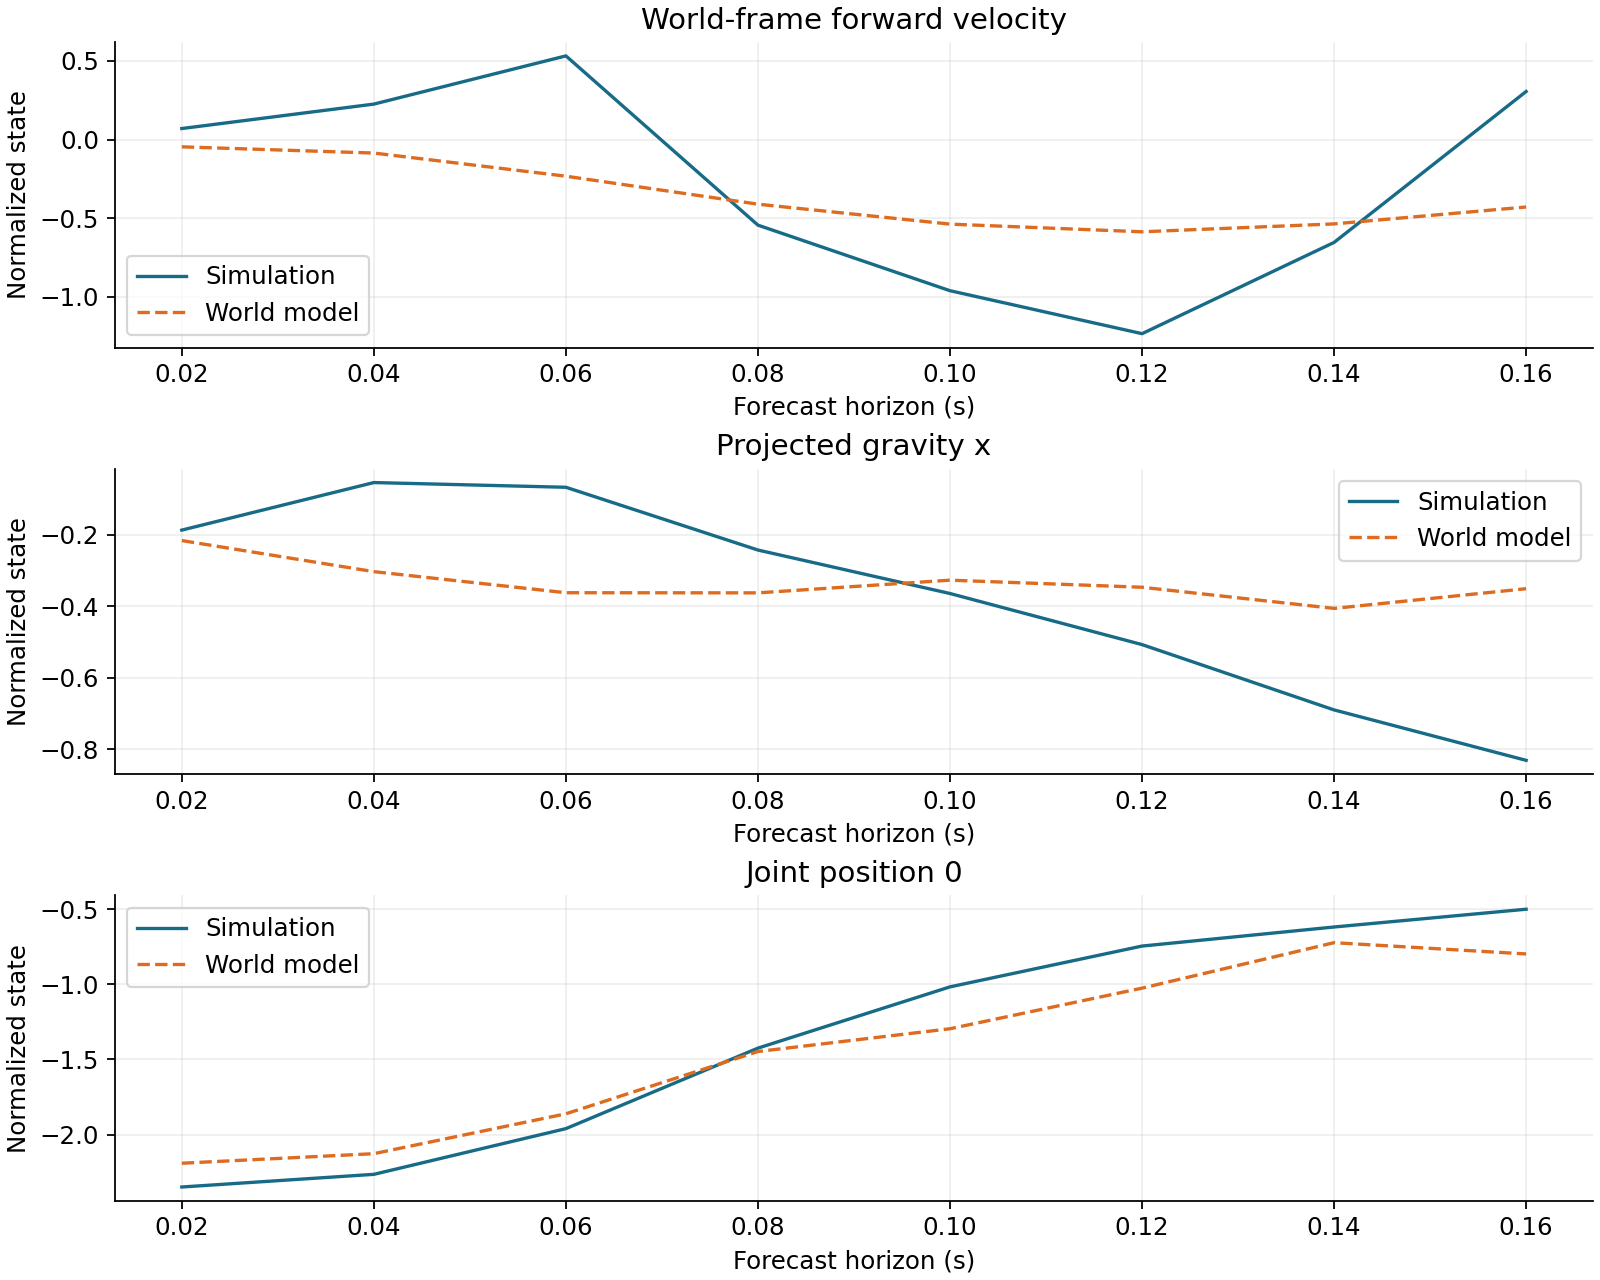 World-frame forward velocity
Normalized state
0.5
0.0
−0.5
−1.0
Simulation
World model
0.02 0.04 0.06 0.08 0.10 0.12 0.14 0.16
Forecast horizon (s)
Projected gravity x
Normalized state
−0.2
−0.4
−0.6
−0.8
Simulation
World model
0.02 0.04 0.06 0.08 0.10 0.12 0.14 0.16
Forecast horizon (s)
Joint position 0
Normalized state
−0.5
−1.0
−1.5
−2.0
Simulation
World model
0.02 0.04 0.06 0.08 0.10 0.12 0.14 0.16
Forecast horizon (s)